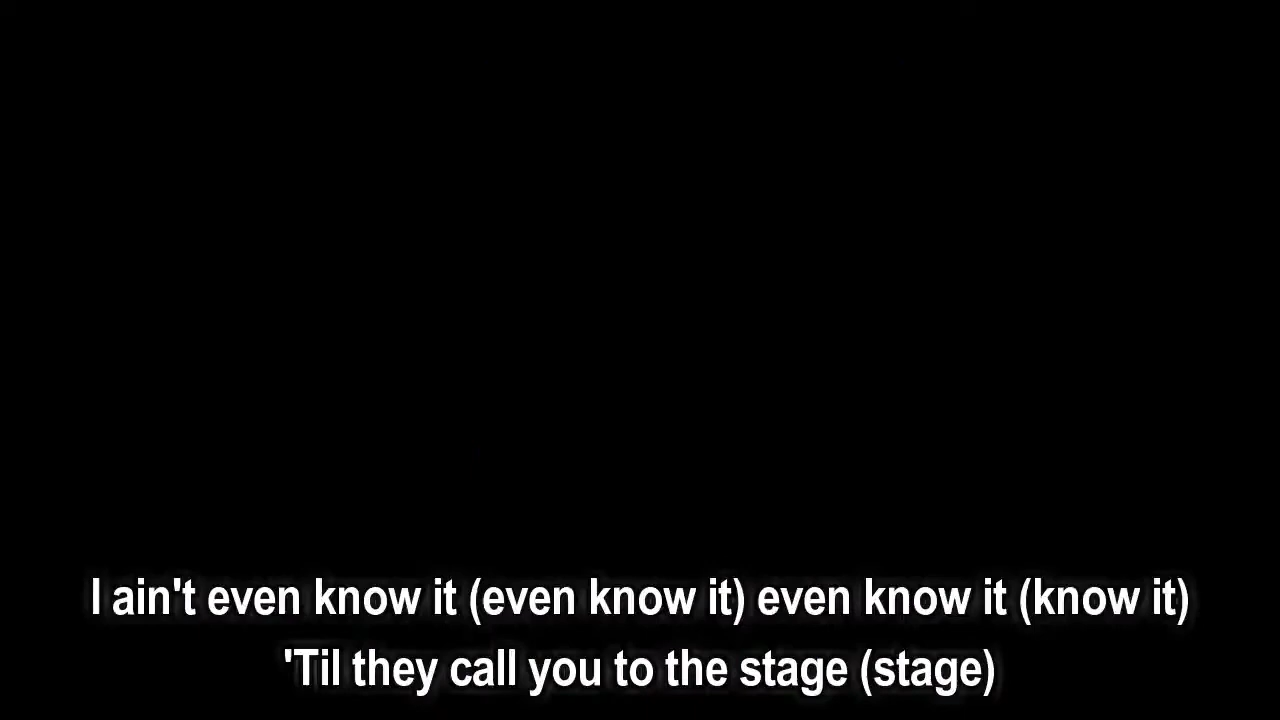 I ain't even know it (even know it) even know it (know it)
'Til they call you to the stage (stage)